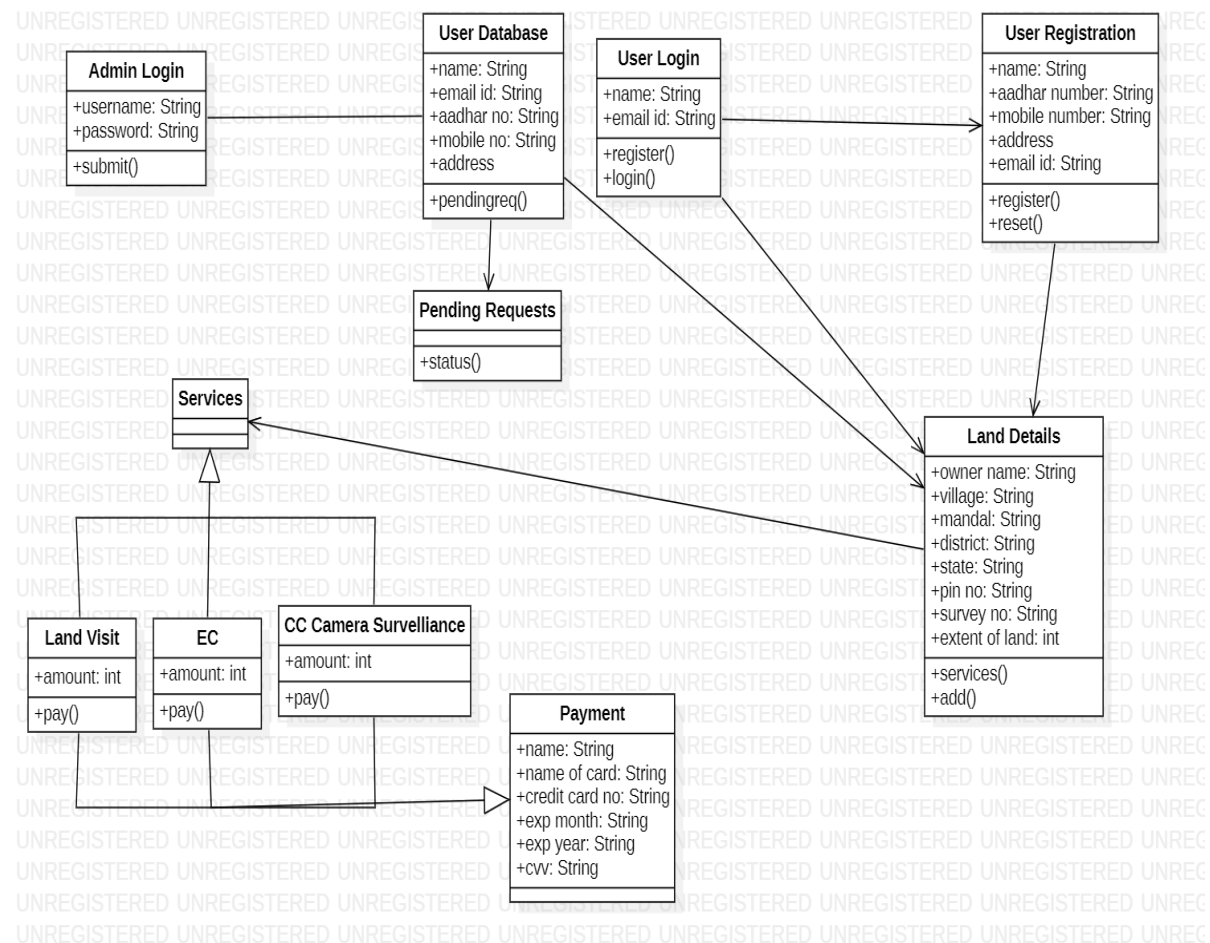 Admin Login
+username: String
+password: String
+submit()
User Database
+name: String
+email id: String
+aadhar no: String
+mobile no: String
+address
+pendingreq()
User Login
+name: String
+email id: String
+register()
+login()
User Registration
+name: String
+aadhar number: String
+mobile number: String
+address
+email id: String
+register()
+reset()
Pending Requests
+status()
Services
Land Details
+owner name: String
+village: String
+mandal: String
+district: String
+state: String
+pin no: String
+survey no: String
+extent of land: int
+services()
+add()
Land Visit
+amount: int
+pay()
EC
+amount: int
+pay()
CC Camera Survelliance
+amount: int
+pay()
Payment
+name: String
+name of card: String
+credit card no: String
+exp month: String
+exp year: String
+cvv: String
UNREGISTERED